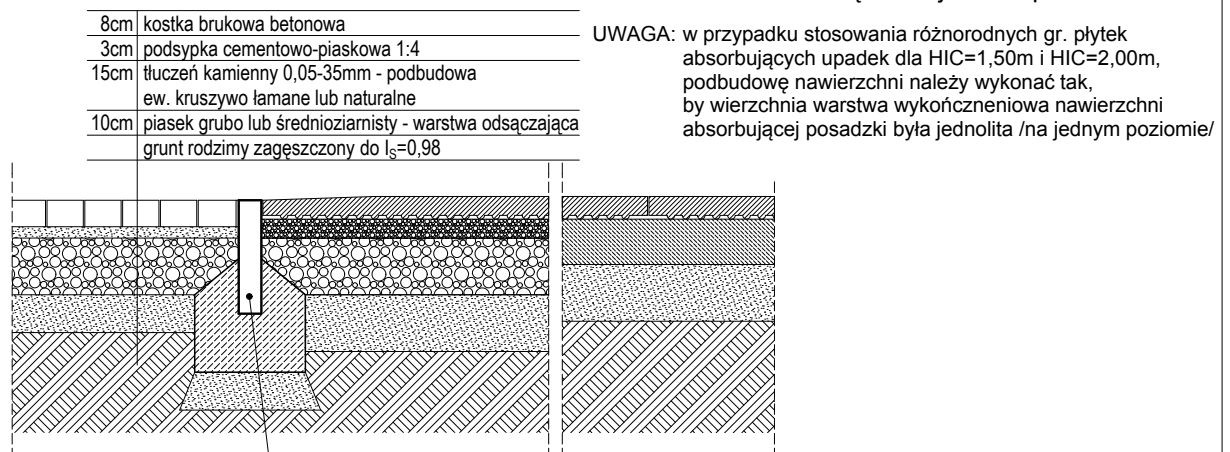 8cm kostka brukowa betonowa
3cm podsypka cementowo-piaskowa 1:4
15cm tłuczeń kamienny 0,05-35mm - podbudowa
ew. kruszywo łamane lub naturalne
10cm piasek grubo lub średnioziarnisty - warstwa odsączająca
grunt rodzimy zagęszczony do IS=0,98
UWAGA: w przypadku stosowania różnorodnych gr. płytek
absorbujących upadek dla HIC=1,50m i HIC=2,00m,
podbudowę nawierzchni należy wykonać tak,
by wierzchnia warstwa wykończneniowa nawierzchni
absorbującej posadzki była jednolita /na jednym poziomie/